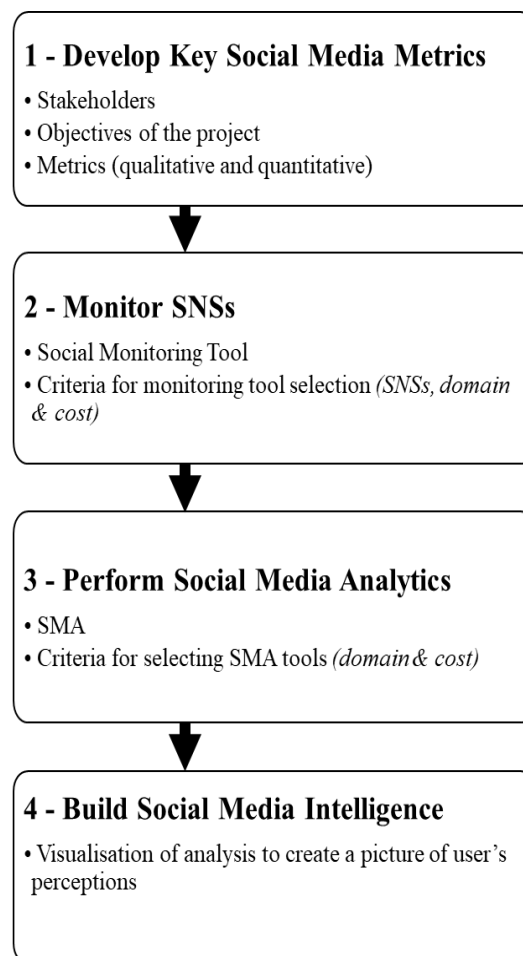 1 - Develop Key Social Media Metrics
• Stakeholders
• Objectives of the project
• Metrics (qualitative and quantitative)
2 - Monitor SNSs
• Social Monitoring Tool
• Criteria for monitoring tool selection (SNSs, domain
& cost)
3 - Perform Social Media Analytics
• SMA
• Criteria for selecting SMA tools (domain & cost)
4 - Build Social Media Intelligence
• Visualisation of analysis to create a picture of user’s
perceptions